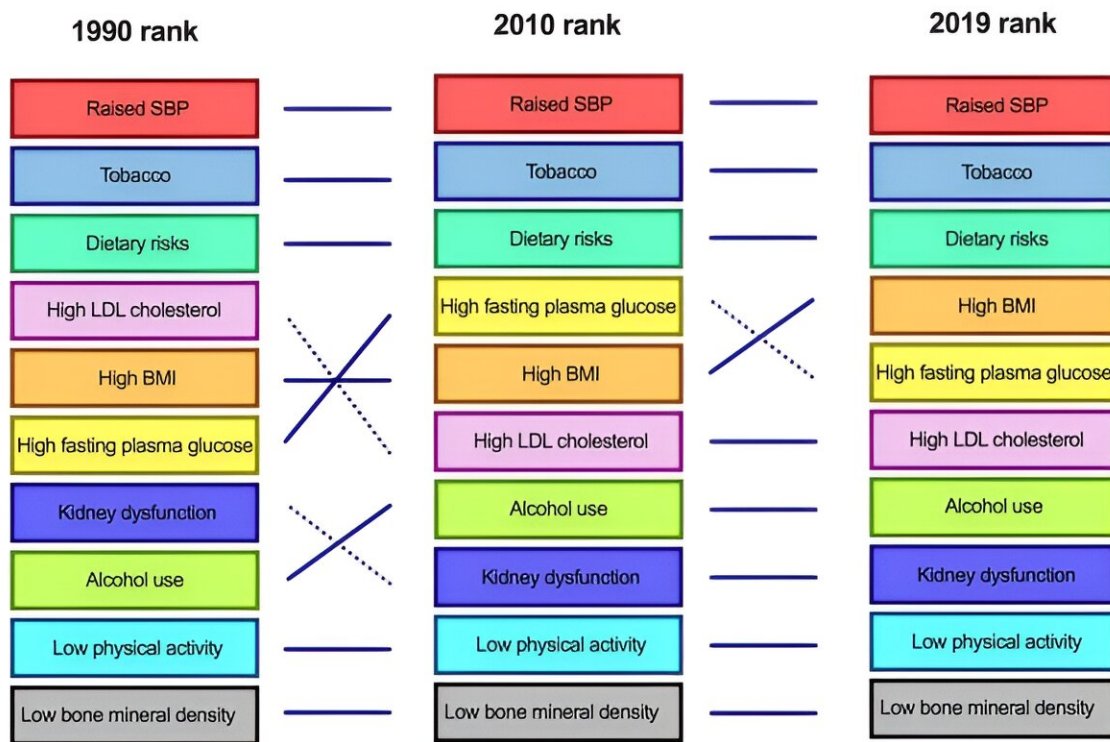 1990 rank
2010 rank
2019 rank
Raised SBP
Raised SBP
Raised SBP
Tobacco
Tobacco
Tobacco
Dietary risks
Dietary risks
Dietary risks
High LDL cholesterol
High fasting plasma glucose
High BMI
High BMI
High BMI
High fasting plasma glucose
High fasting plasma glucose
High LDL cholesterol
High LDL cholesterol
Kidney dysfunction
Alcohol use
Alcohol use
Alcohol use
Kidney dysfunction
Kidney dysfunction
Low physical activity
Low physical activity
Low physical activity
Low bone mineral density
Low bone mineral density
Low bone mineral density